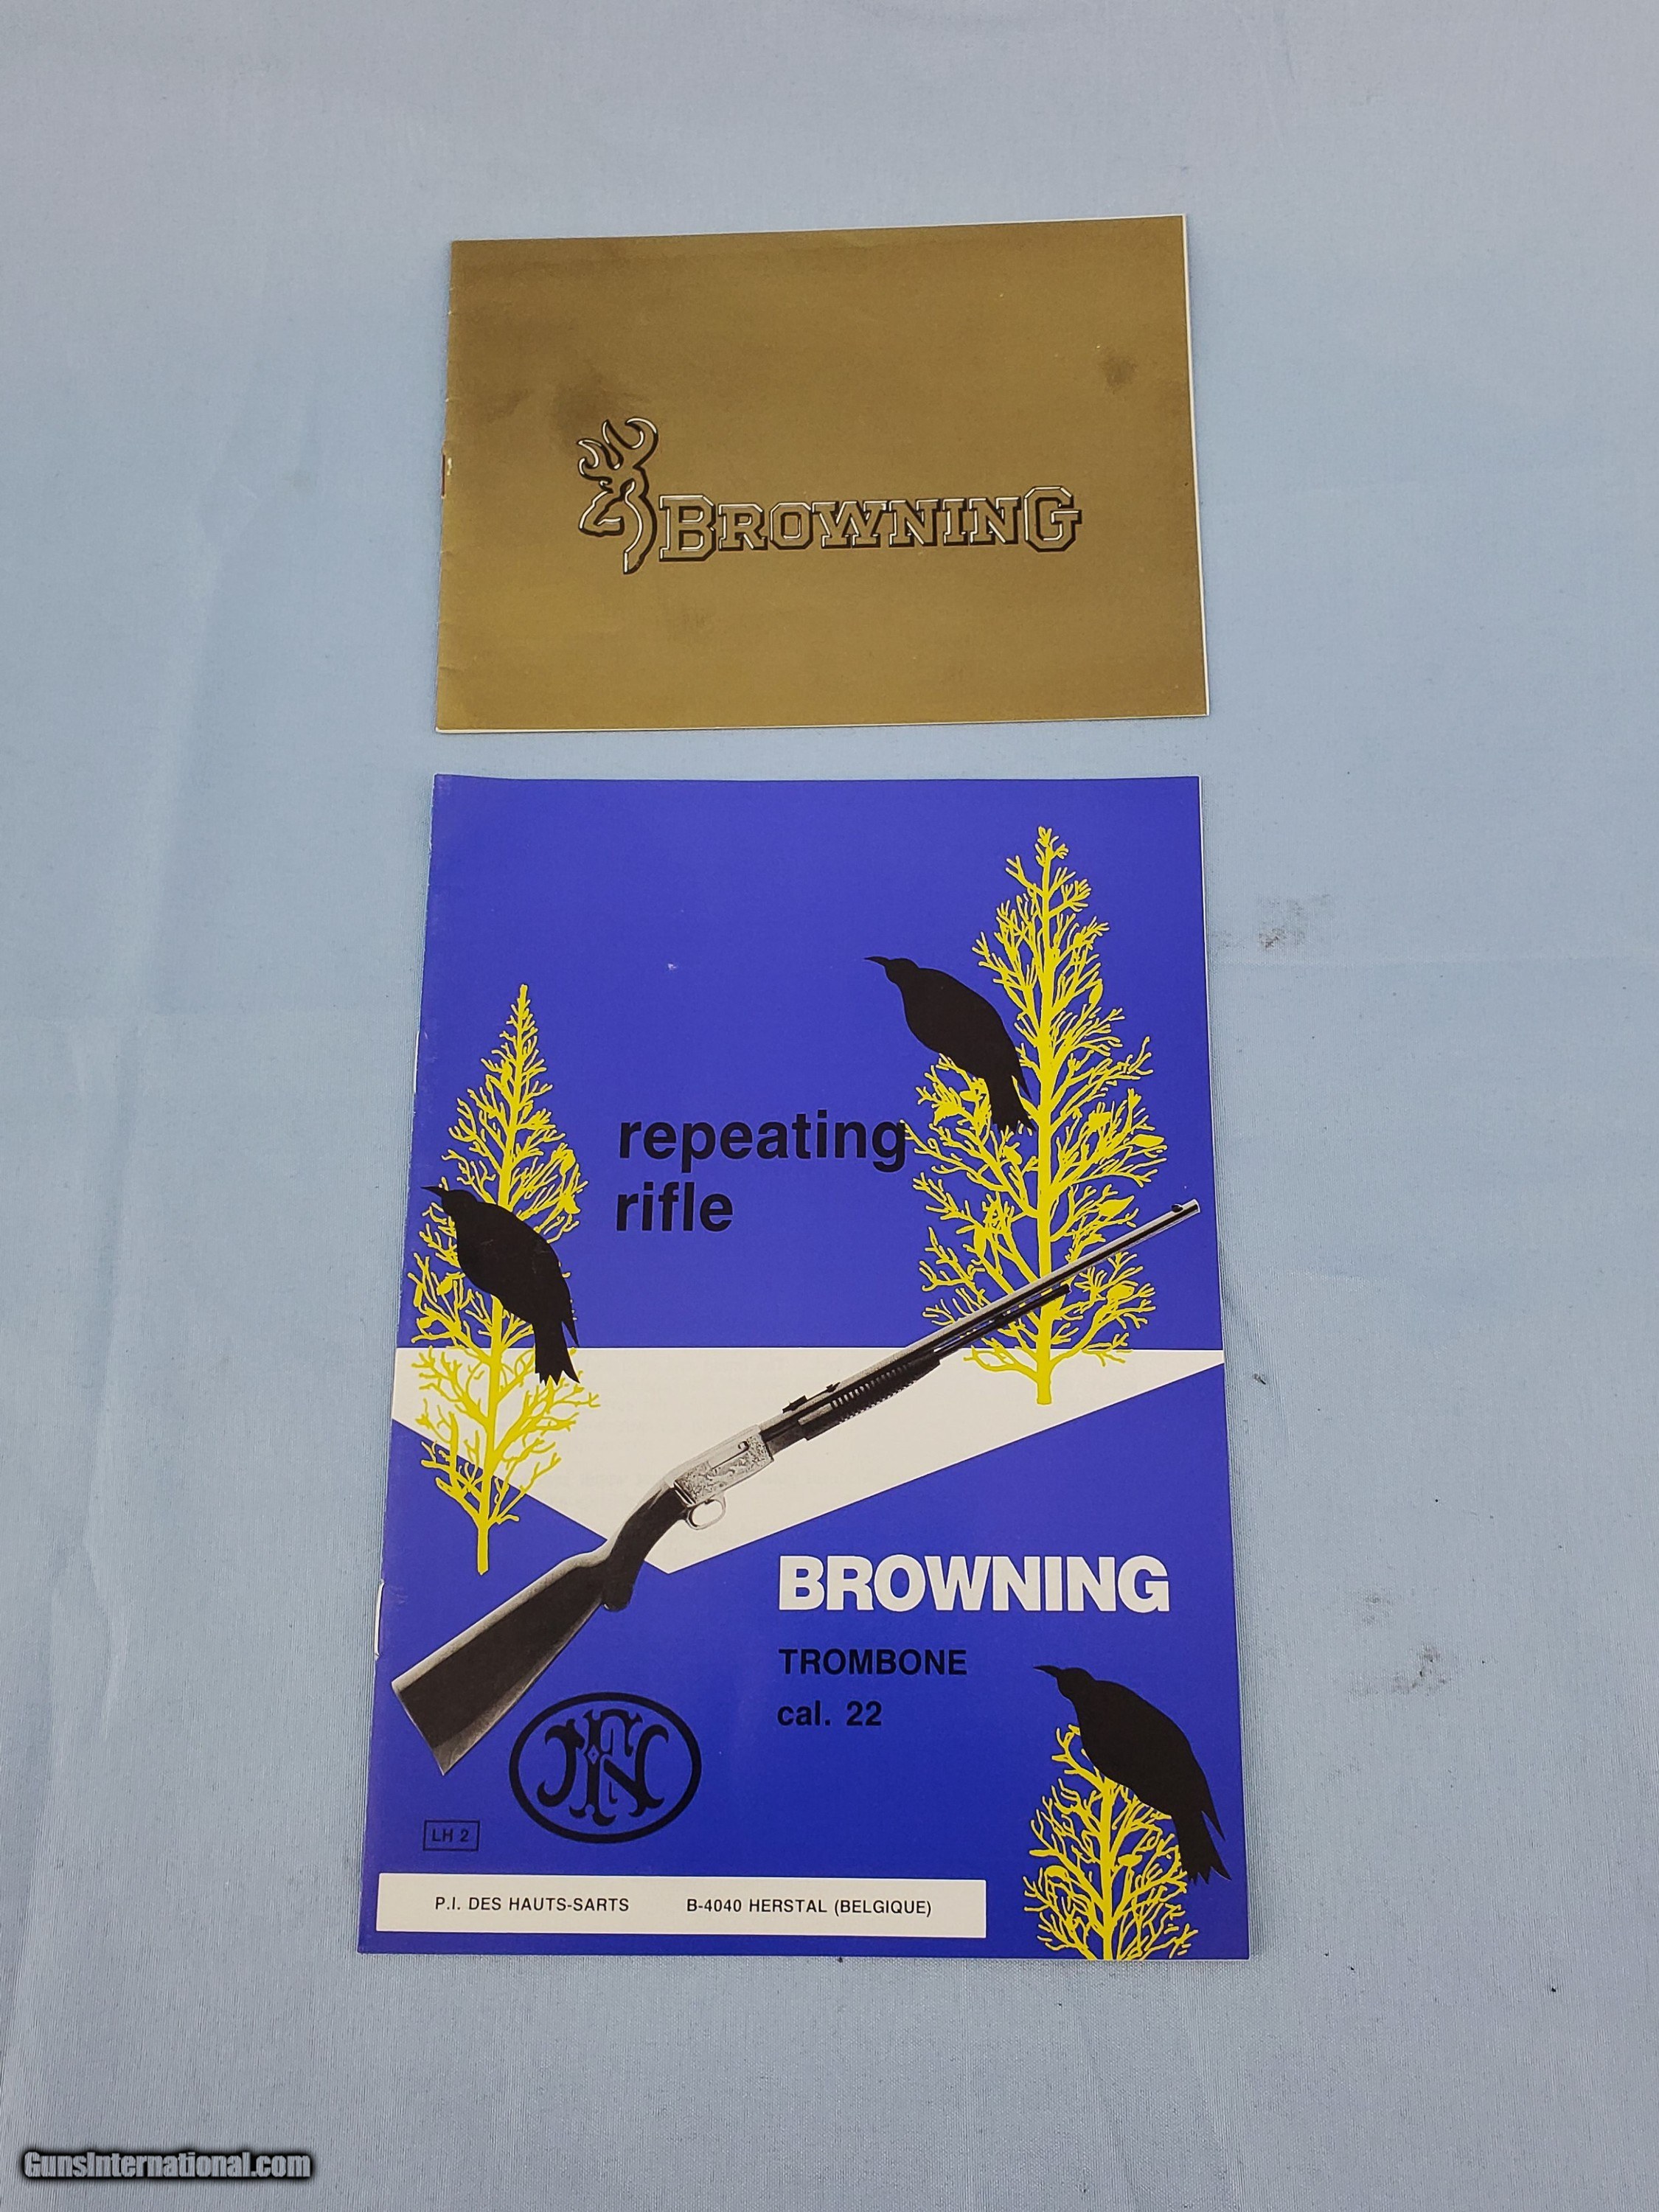 BROWNING
repeating
rifle
BROWNING
TROMBONE
cal. 22
FN
LH 2
P.I. DES HAUTS-SARTS B-4040 HERSTAL (BELGIQUE)
GunsInternational.com